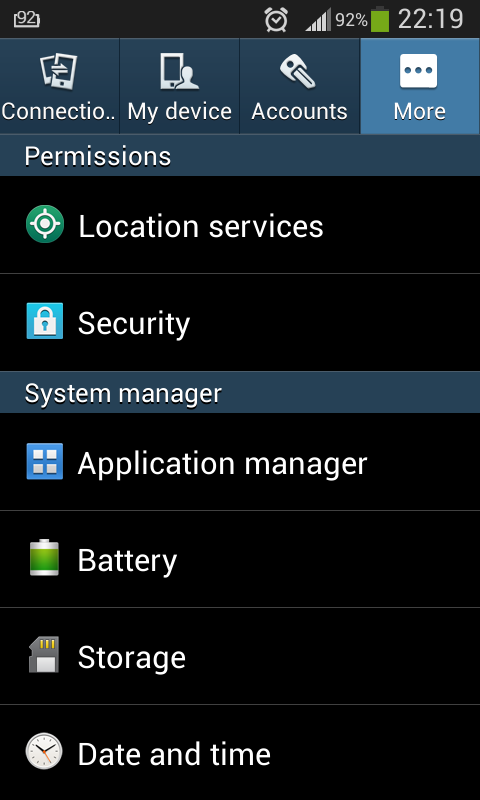 92
92% 22:19
Connectio.. My device Accounts More
Permissions
Location services
Security
System manager
Application manager
Battery
Storage
Date and time